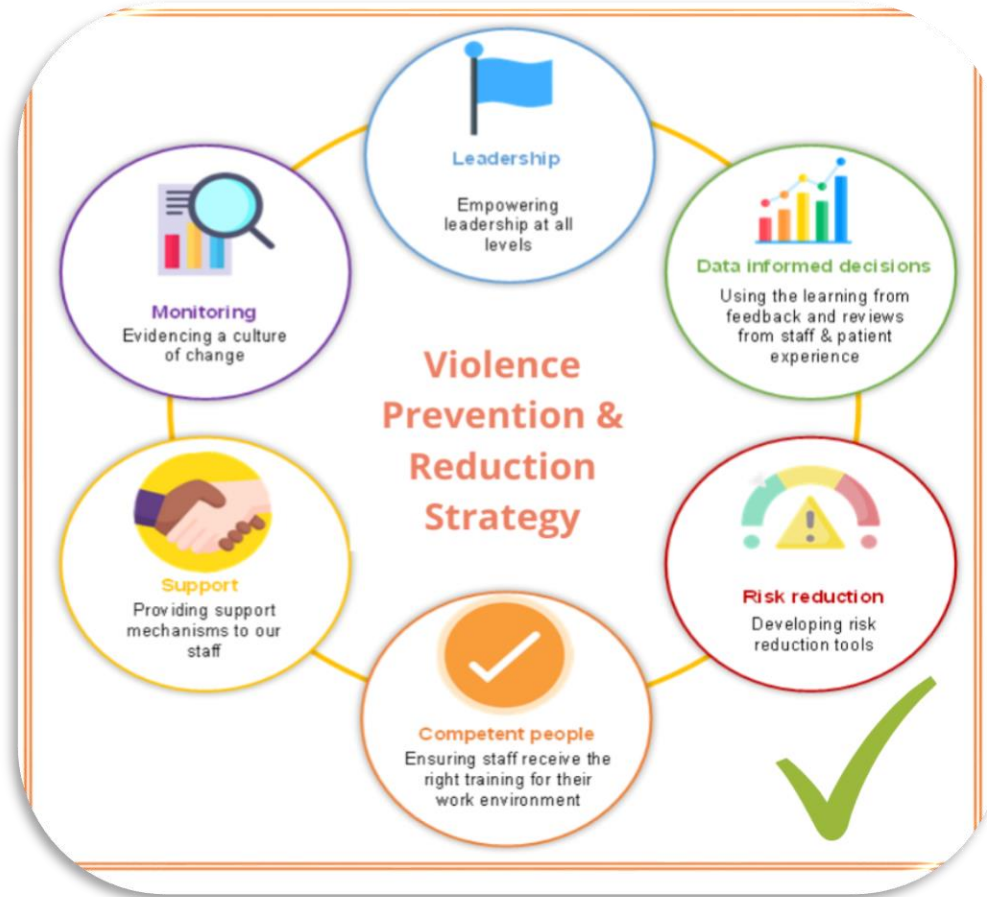 Leadership
Empowering
leadership at all
levels
Data informed decisions
Using the learning from
feedback and reviews
from staff & patient
experience
Risk reduction
Developing risk
reduction tools
Competent people
Ensuring staff receive the
right training for their
work environment
Support
Providing support
mechanisms to our
staff
Monitoring
Evidencing a culture
of change
Violence
Prevention &
Reduction
Strategy